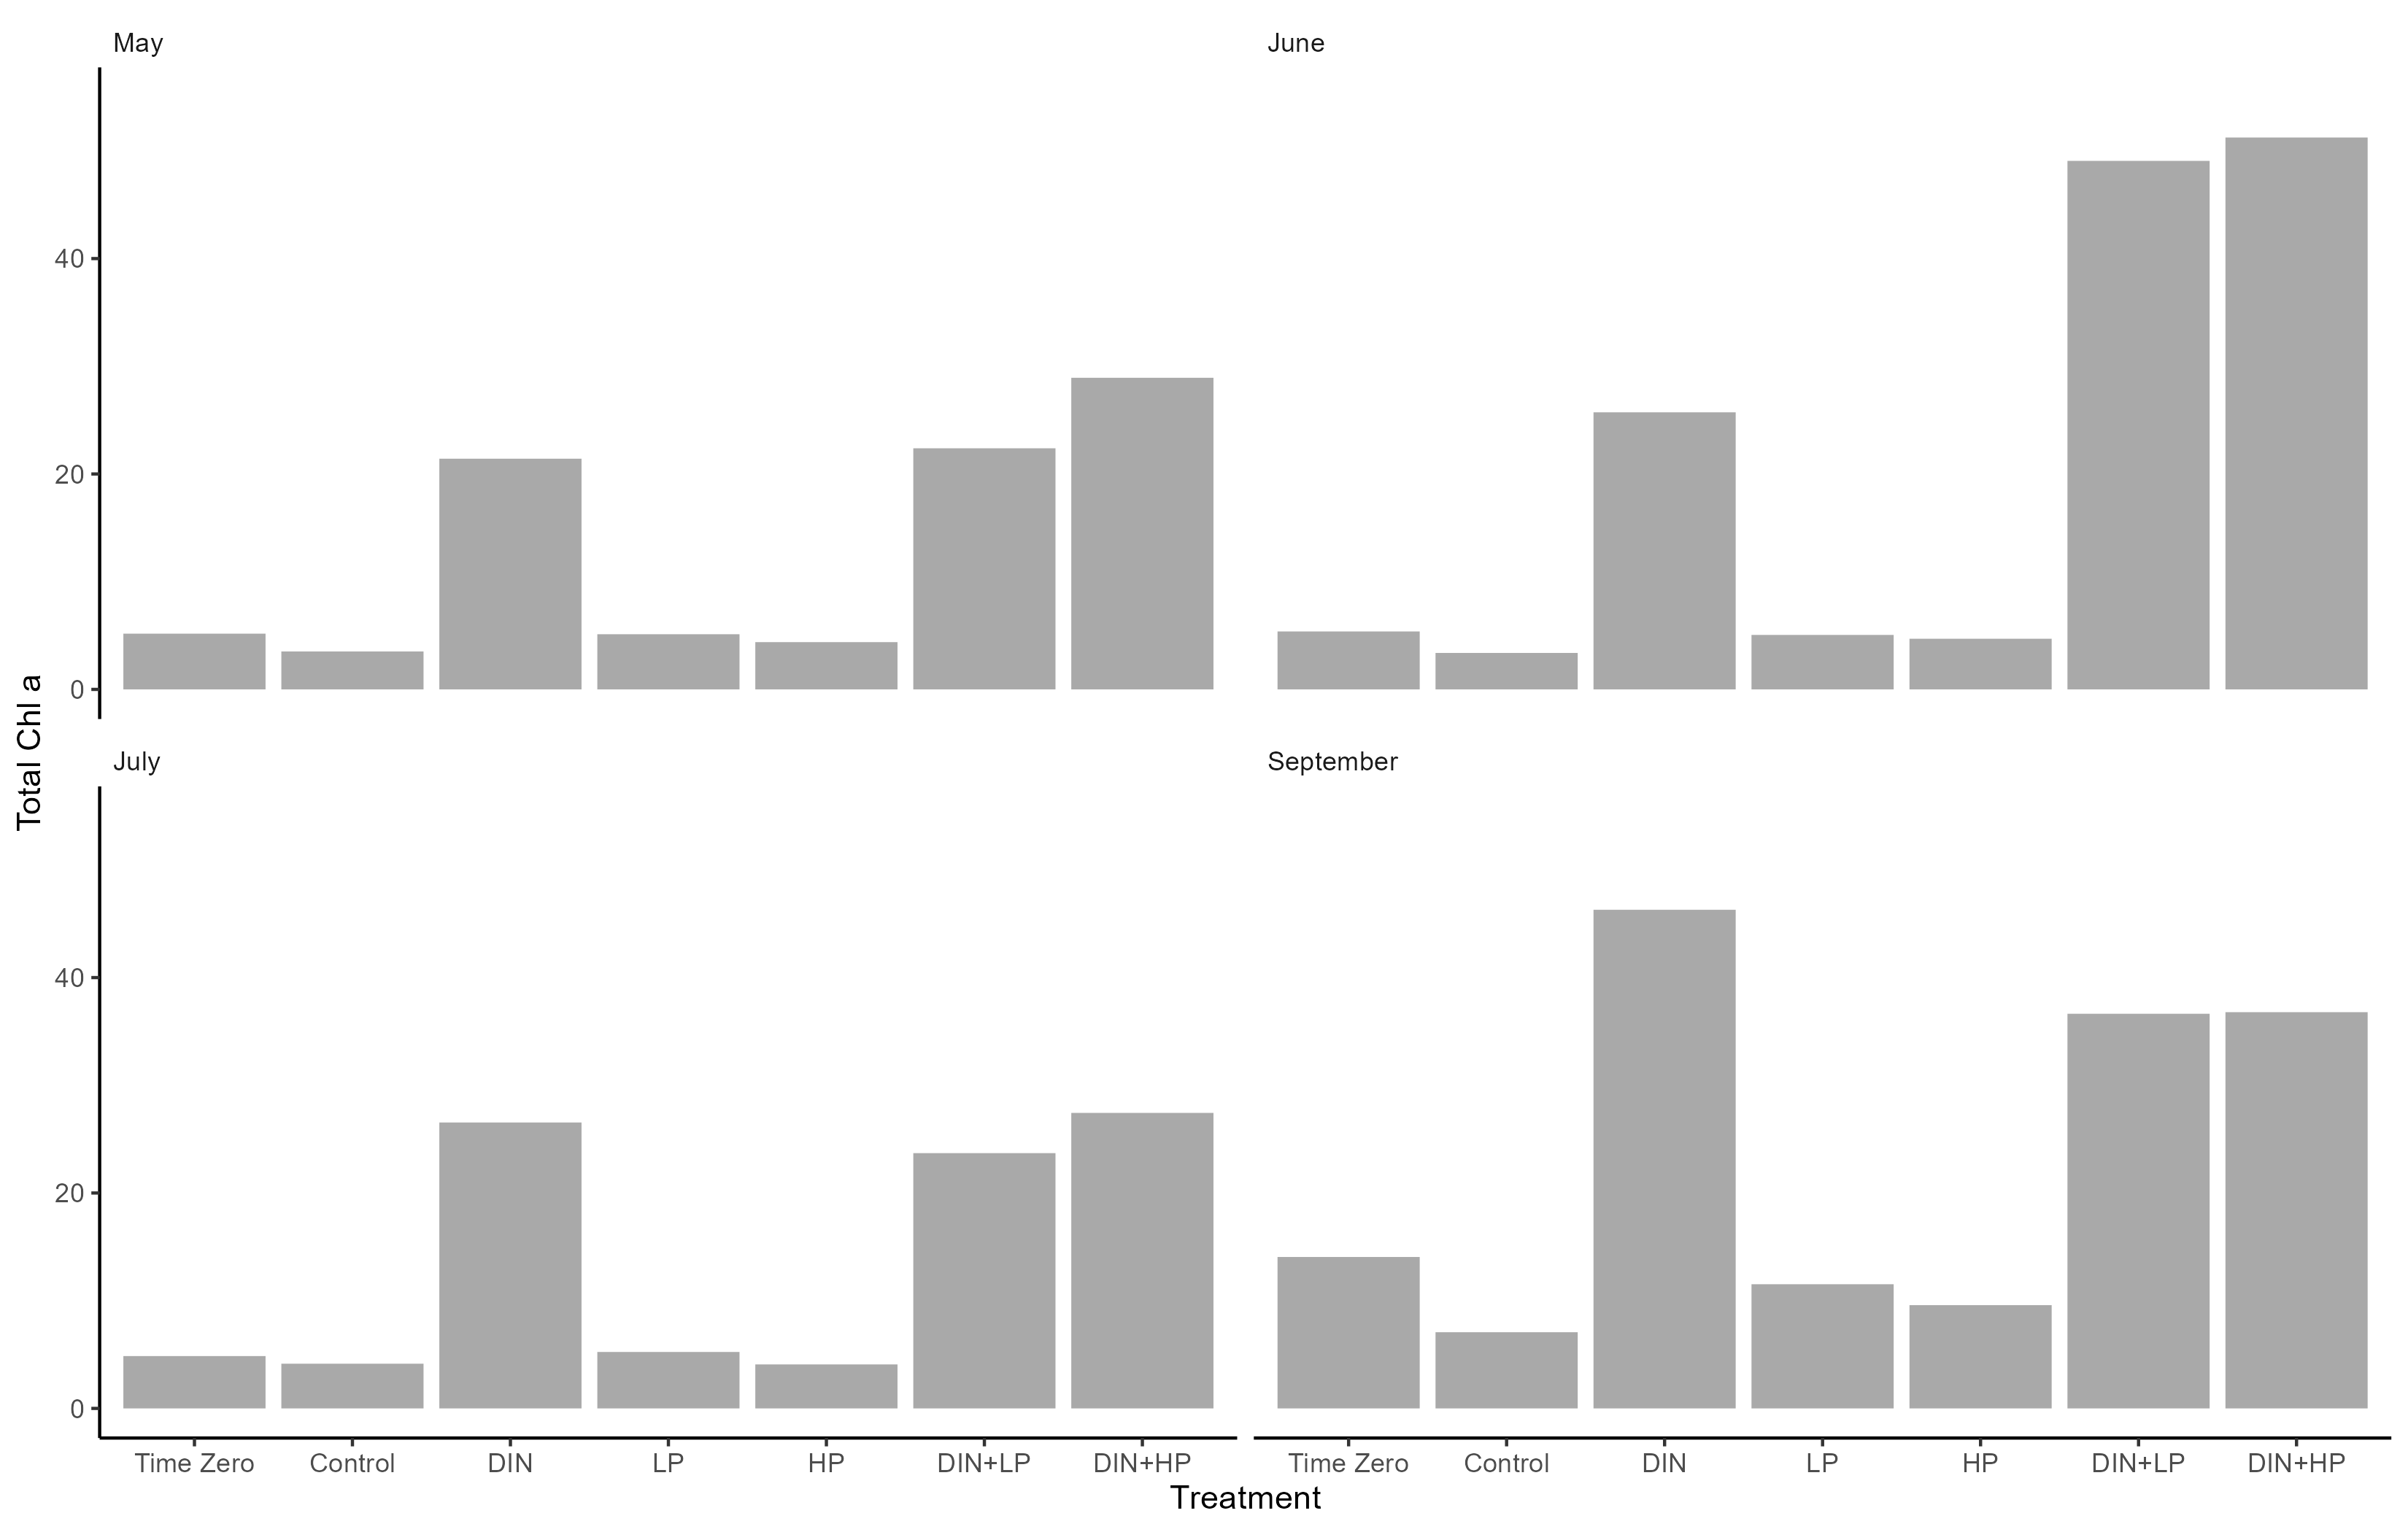 May
June
40
20
0
Total Chl a
July
September
40
20
0
Time Zero Control DIN LP HP DIN+LP DIN+HP
Time Zero Control DIN LP HP DIN+LP DIN+HP
Treatment